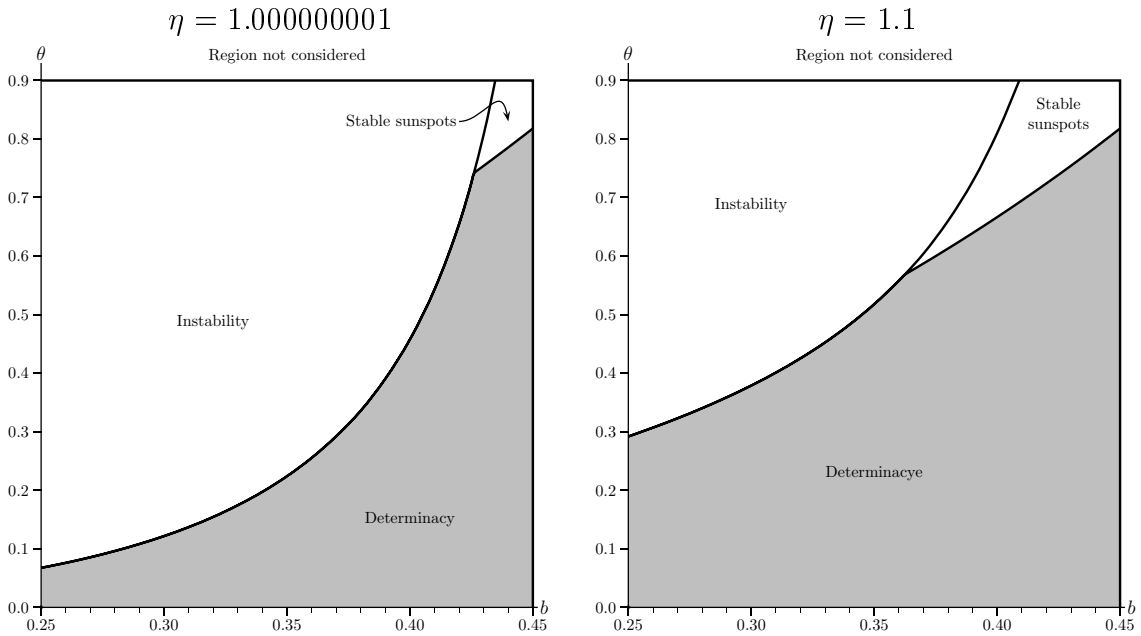 η = 1.000000001
θ
Region not considered
0.9
0.8
0.7
0.6
0.5
0.4
0.3
0.2
0.1
0.0
Stable sunspots
Instability
Determinacy
0.25
0.30
0.35
0.40
0.45
b
η = 1.1
θ
Region not considered
0.9
0.8
0.7
0.6
0.5
0.4
0.3
0.2
0.1
0.0
Stable
sunspots
Instability
Determinacye
0.25
0.30
0.35
0.40
0.45
b